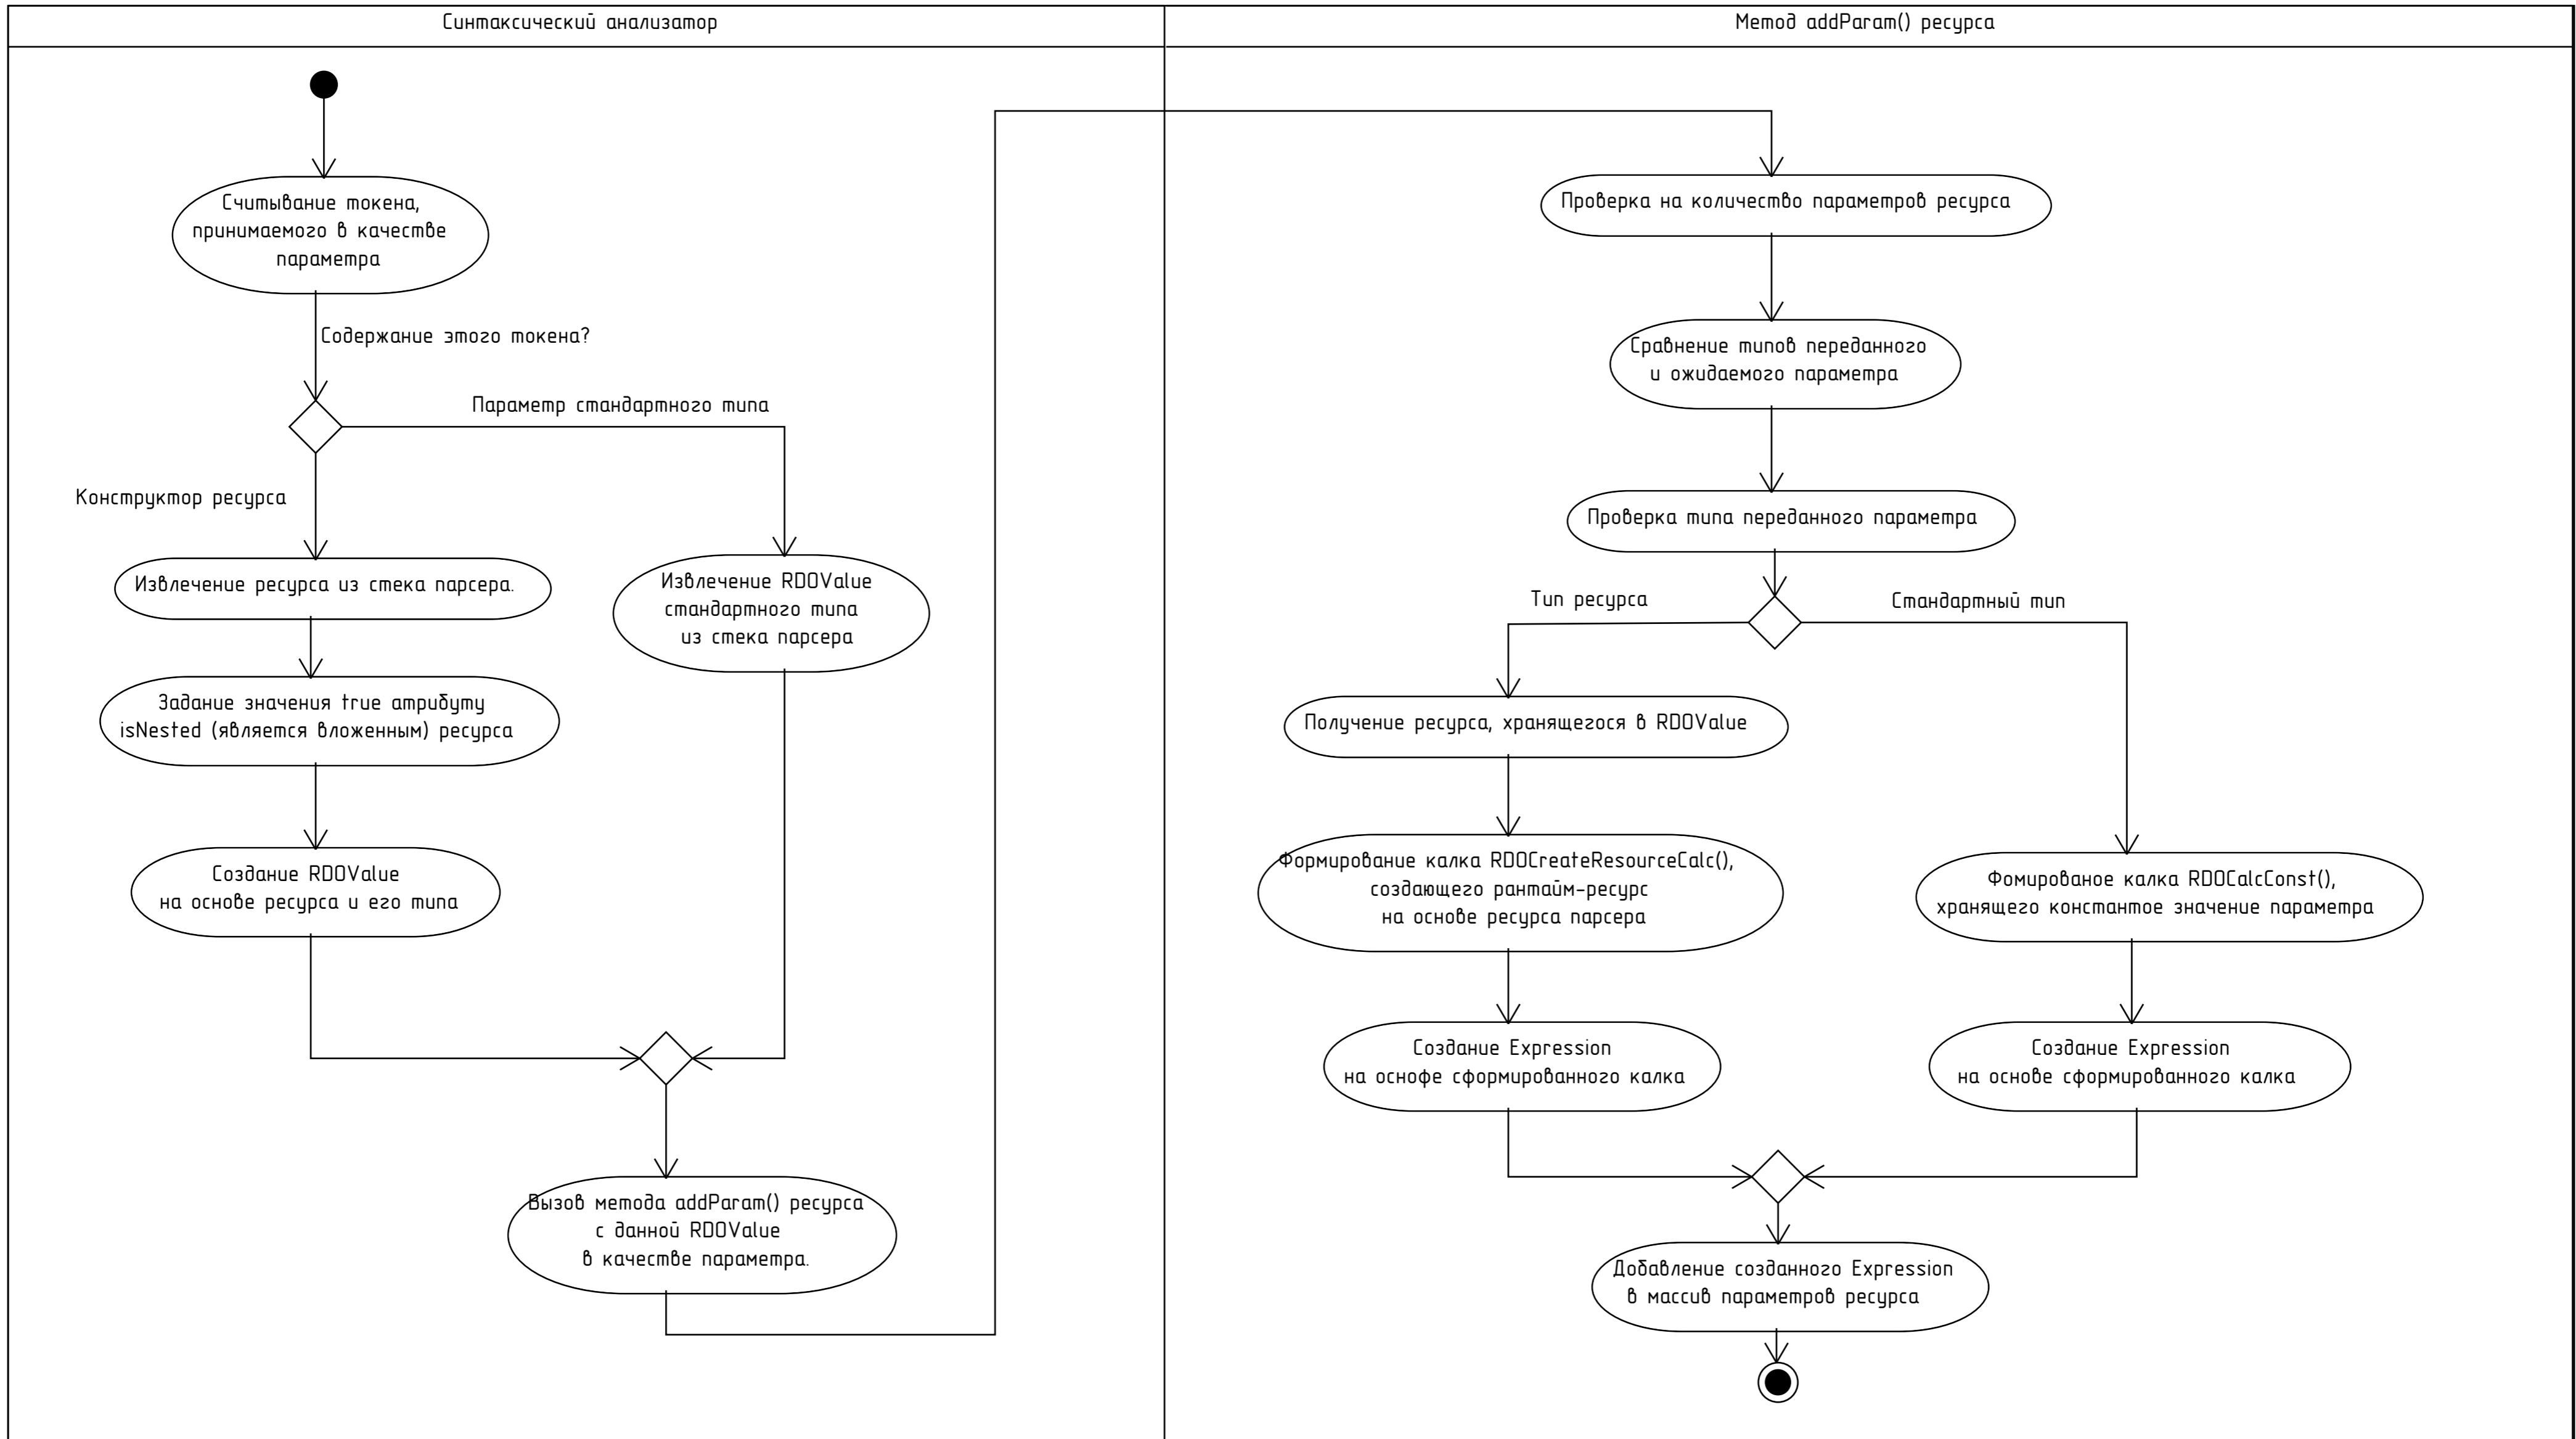 Синтаксический анализатор
Метод addParam() ресурса
Считывание токена,
принимаемого в качестве
параметра
Содержание этого токена?
Параметр стандартного типа
Конструктор ресурса
Извлечение ресурса из стека парсера.
Извлечение RDOValue
стандартного типа
из стека парсера
Задание значения true атрибуту
isNested (является вложенным) ресурса
Создание RDOValue
на основе ресурса и его типа
Вызов метода addParam() ресурса
с данной RDOValue
в качестве параметра.
Проверка на количество параметров ресурса
Сравнение типов переданного
и ожидаемого параметра
Проверка типа переданного параметра
Тип ресурса
Стандартный тип
Получение ресурса, хранящегося в RDOValue
Формирование калка RDOCreateResourceCalc(),
создающего рантайм-ресурс
на основе ресурса парсера
Фомированое калка RDOCalcConst(),
хранящего константое значение параметра
Создание Expression
на оснофе сформированного калка
Создание Expression
на основе сформированного калка
Добавление созданного Expression
в массив параметров ресурса